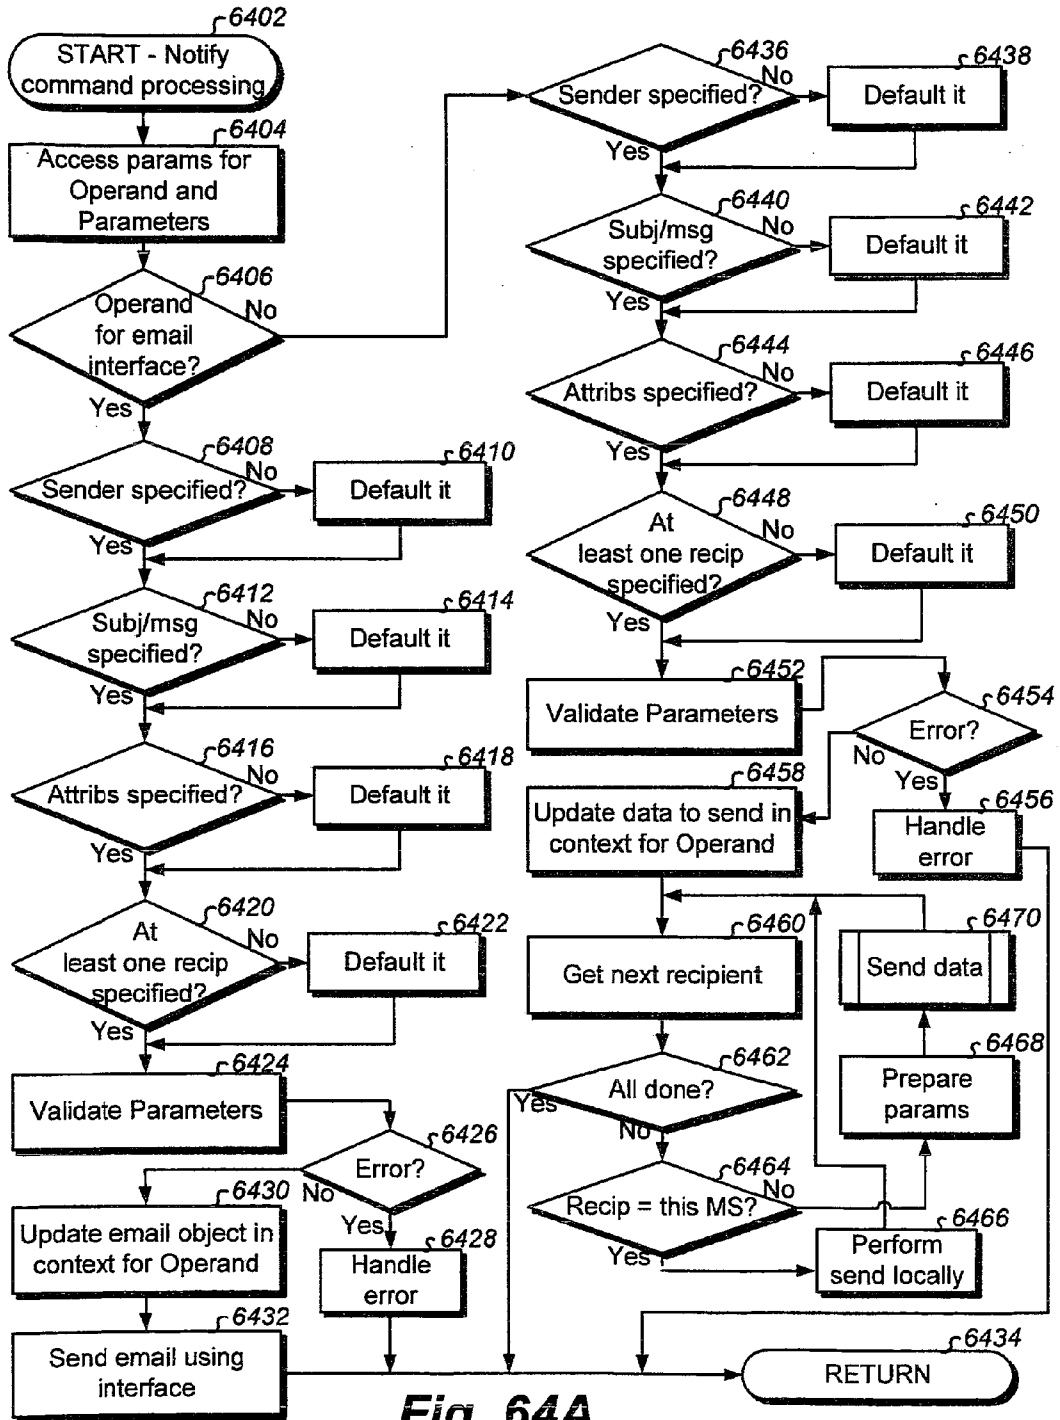 6402
START - Notify
command processing
6404
Access params for
Operand and
Parameters
6406
Operand
for email
interface?
No
Yes
6408
Sender specified?
No
Yes
6410
Default it
6412
Subj/msg
specified?
No
Yes
6414
Default it
6416
Attribs specified?
No
Yes
6418
Default it
6420
At
least one recip
specified?
No
Yes
6422
Default it
6424
Validate Parameters
6426
Error?
No
Yes
6428
Handle
error
6430
Update email object in
context for Operand
6432
Send email using
interface
6436
Sender specified?
No
Yes
6438
Default it
6440
Subj/msg
specified?
No
Yes
6442
Default it
6444
Attribs specified?
No
Yes
6446
Default it
6448
At
least one recip
specified?
No
Yes
6450
Default it
6452
Validate Parameters
6454
Error?
No
Yes
6456
Handle
error
6458
Update data to send in
context for Operand
6460
Get next recipient
6462
All done?
Yes
No
6464
Recip = this MS?
No
Yes
6466
Perform
send locally
6468
Prepare
params
6470
Send data
6434
RETURN
Fig. 64A